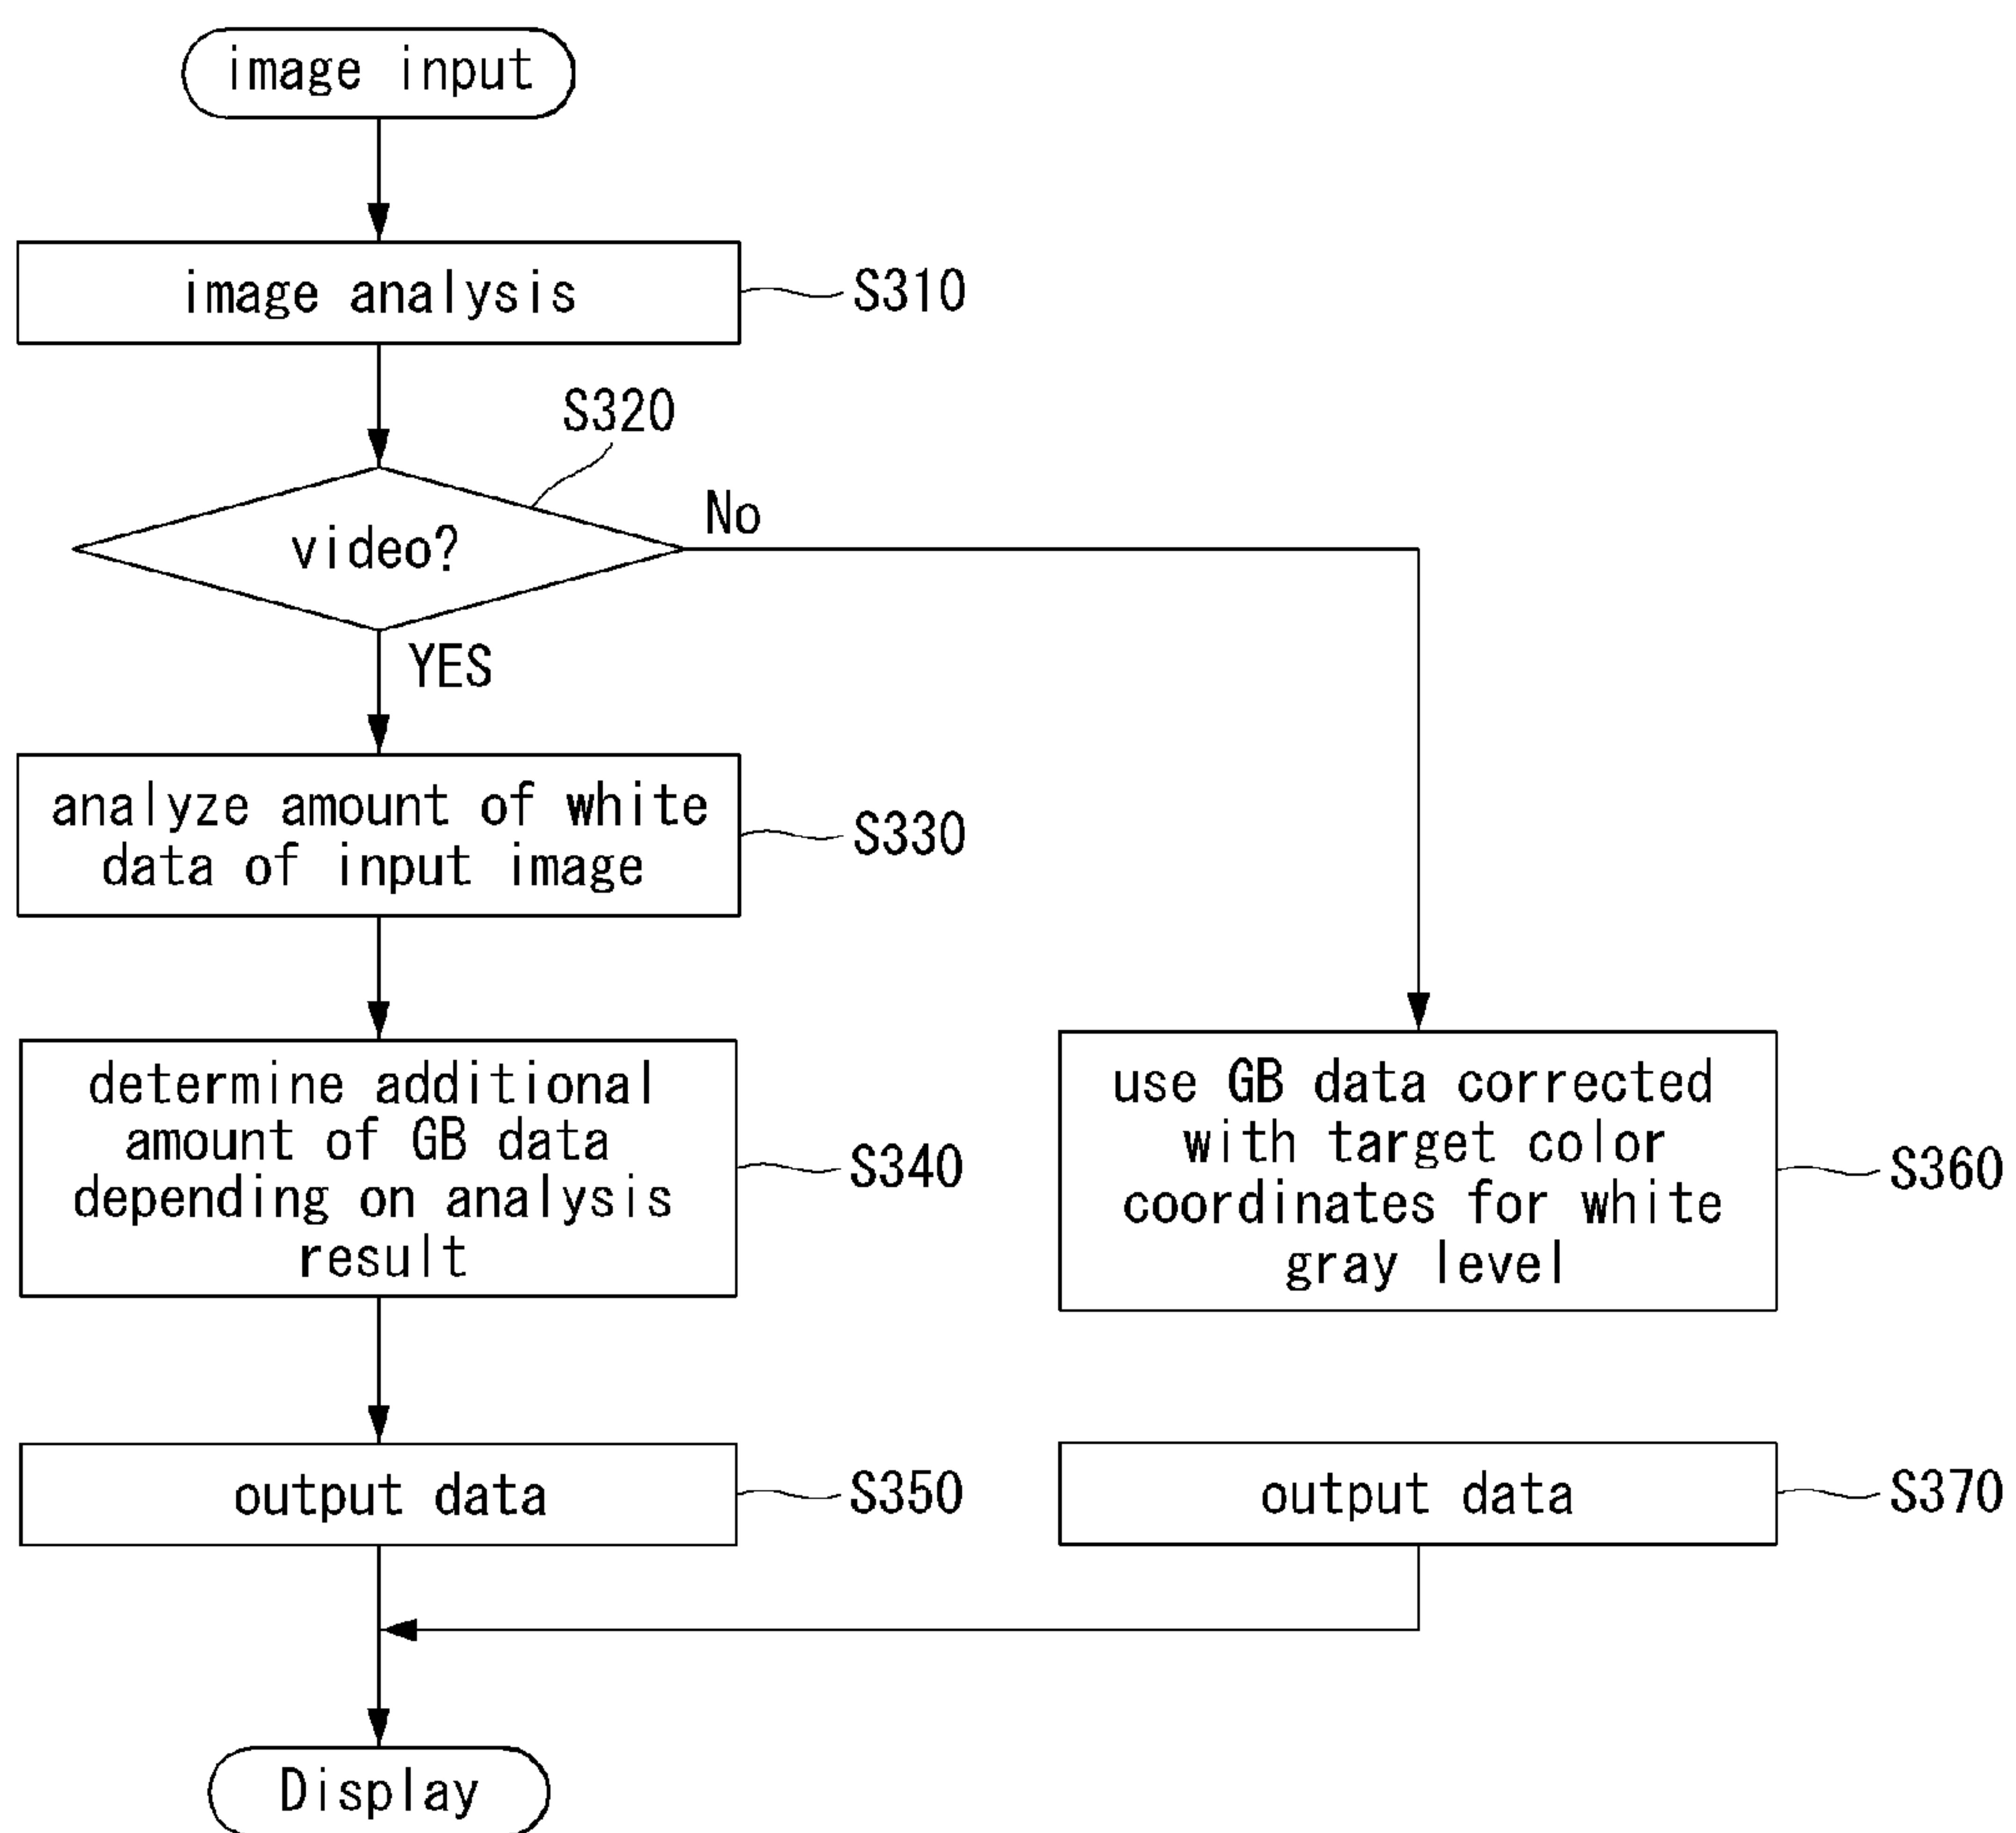 image input
image analysis
S310
S320
video?
No
YES
analyze amount of white
data of input image
S330
determine additional
amount of GB data
depending on analysis
result
S340
use GB data corrected
with target color
coordinates for white
gray level
S360
output data
S350
output data
S370
Display